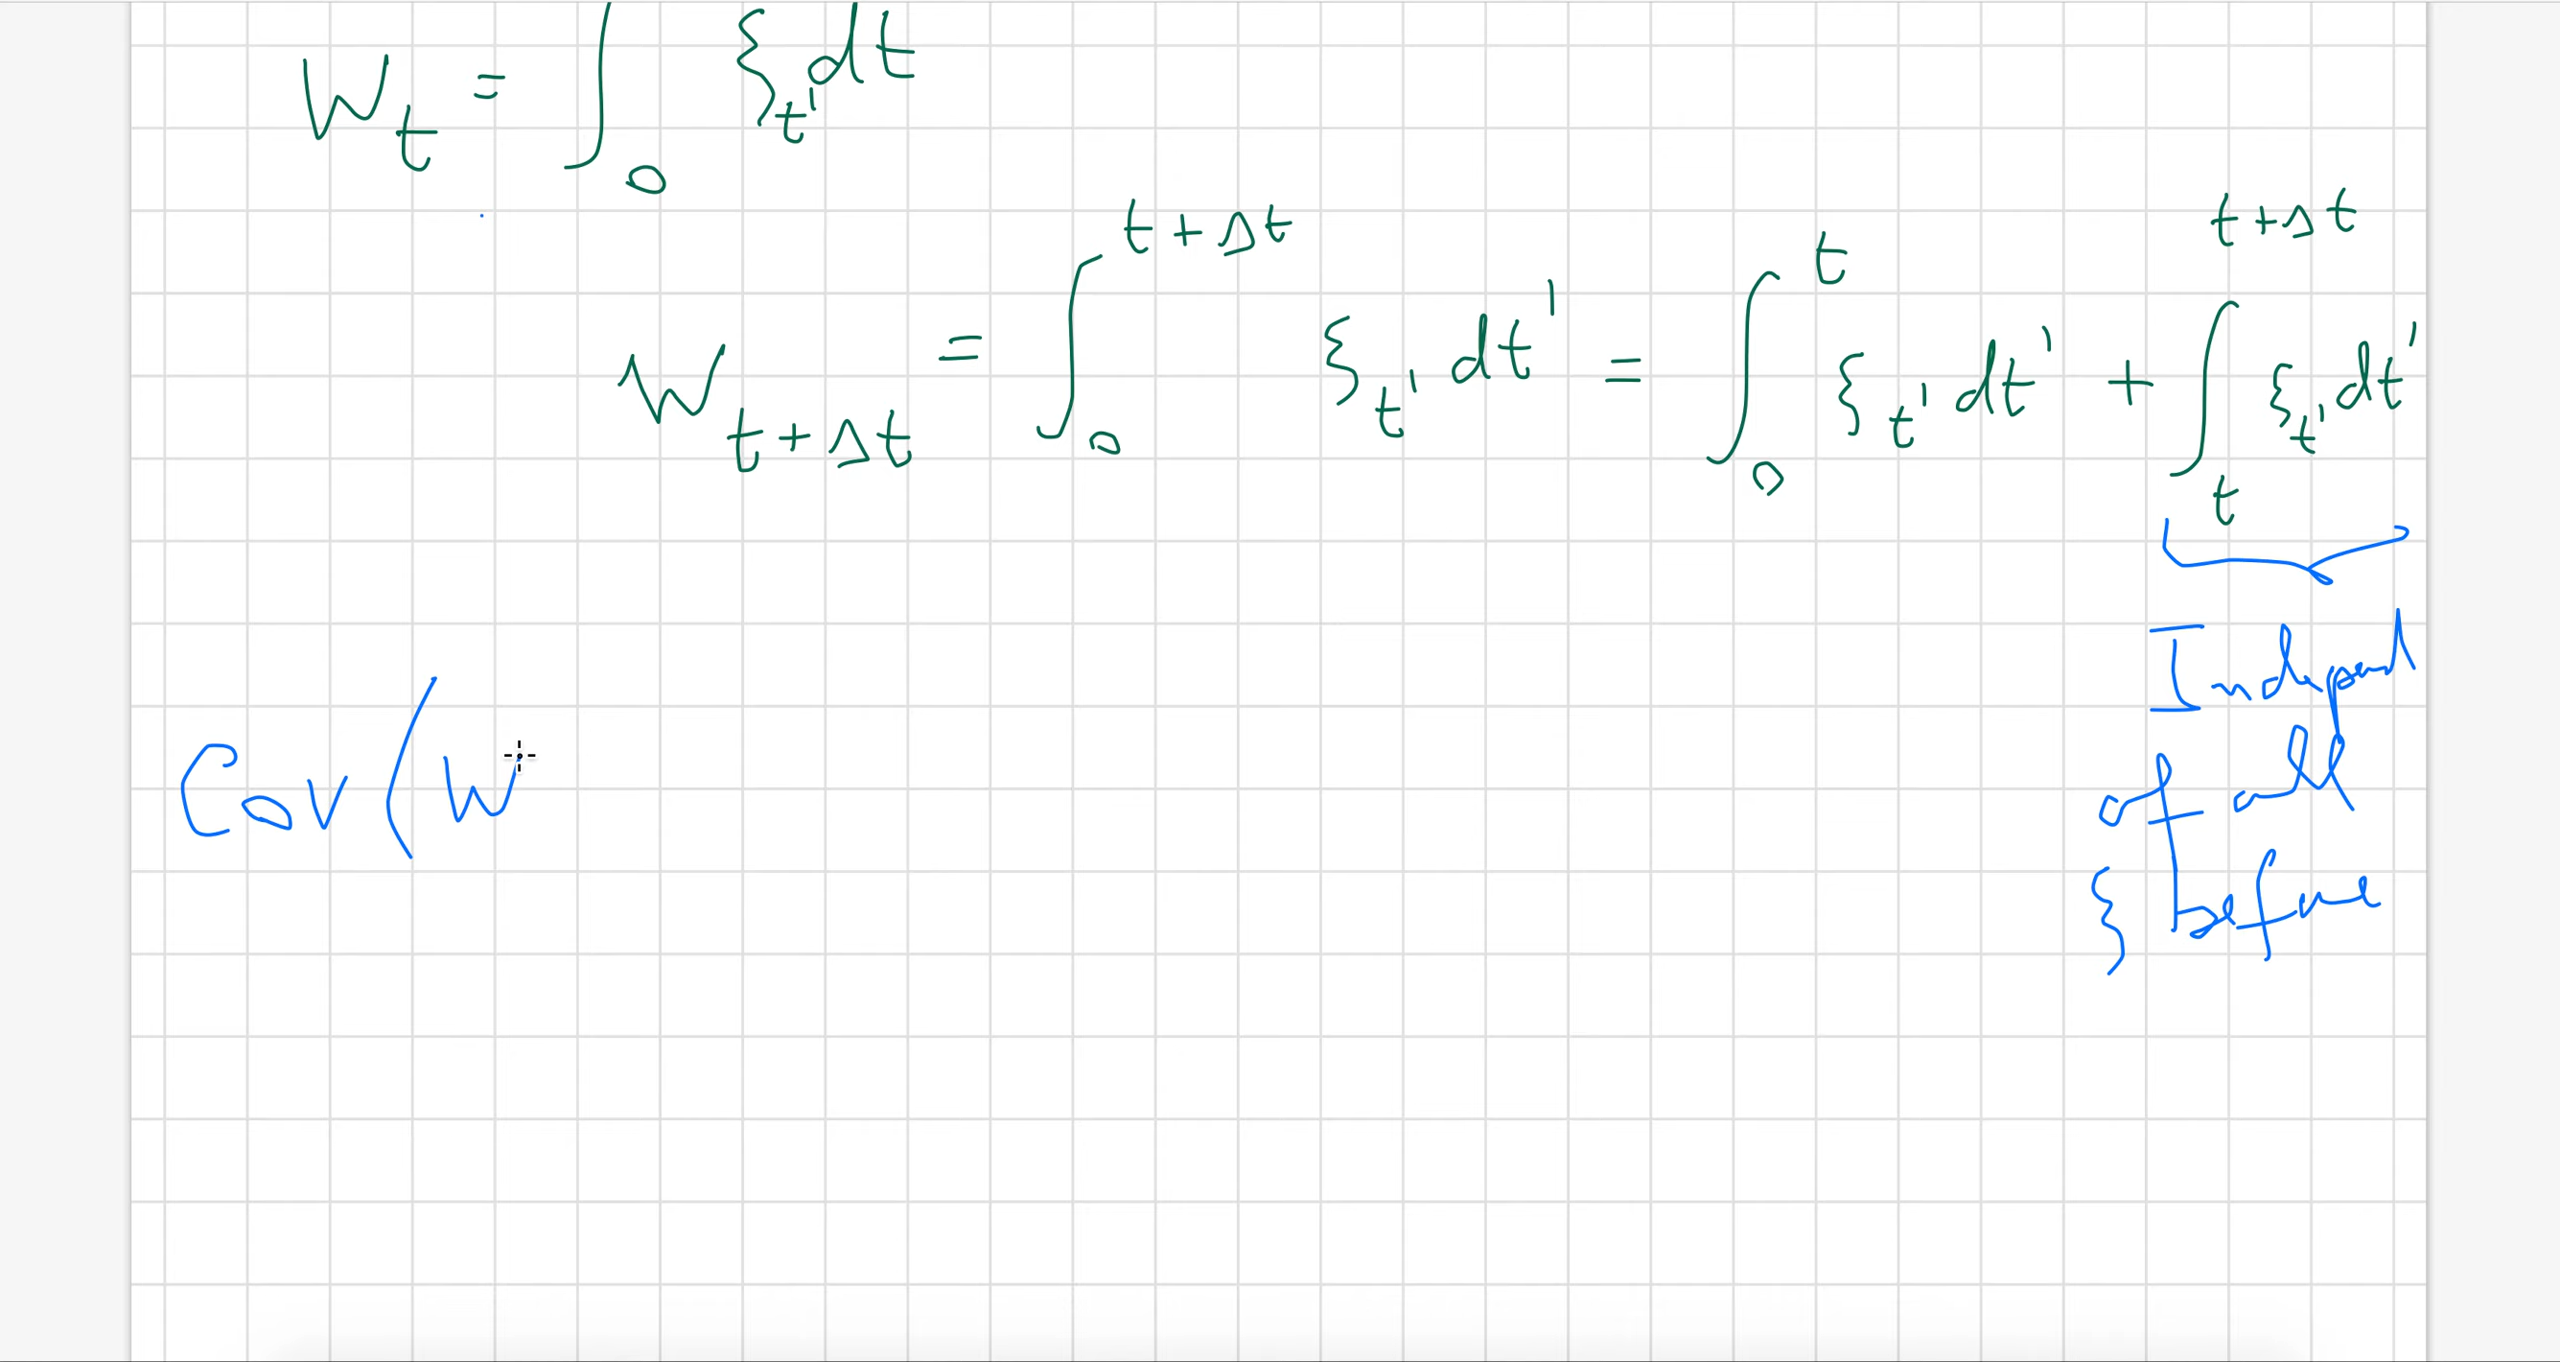 W_t = ∫_0 ξ_t' dt
W_{t+Δt} = ∫_0^{t+Δt} ξ_t' dt' = ∫_0^t ξ_t' dt' + ∫_t^{t+Δt} ξ_t' dt'
Independ
of all
ξ before
Cov(W